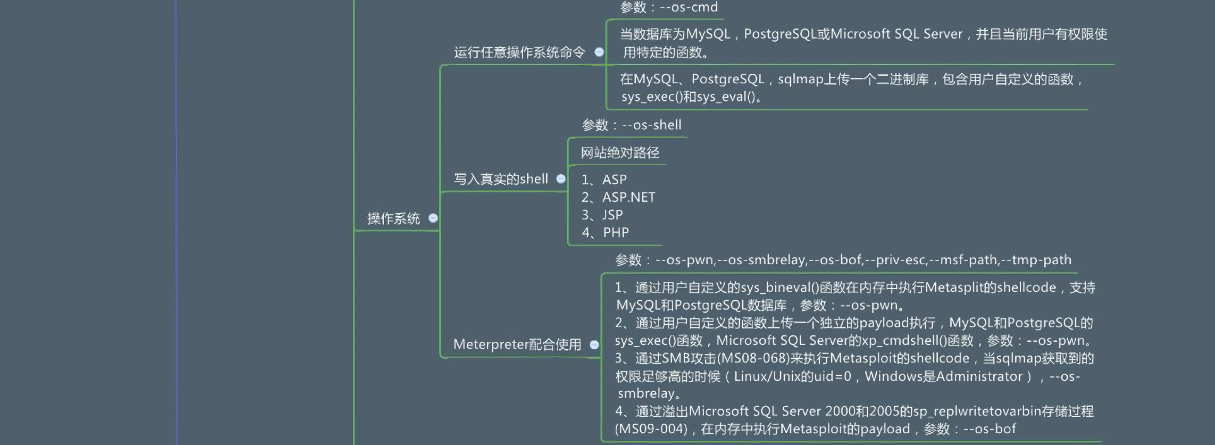 参数：--os-cmd
当数据库为MySQL，PostgreSQL或Microsoft SQL Server，并且当前用户有权限使
用特定的函数。
运行任意操作系统命令
在MySQL、PostgreSQL，sqlmap上传一个二进制库，包含用户自定义的函数，
sys_exec()和sys_eval()。
参数：--os-shell
网站绝对路径
写入真实的shell
1、ASP
2、ASP.NET
3、JSP
4、PHP
操作系统
参数：--os-pwn,--os-smbrelay,--os-bof,--priv-esc,--msf-path,--tmp-path
1、通过用户自定义的sys_bineval()函数在内存中执行Metasplit的shellcode，支持
MySQL和PostgreSQL数据库，参数：--os-pwn。
2、通过用户自定义的函数上传一个独立的payload执行，MySQL和PostgreSQL的
sys_exec()函数，Microsoft SQL Server的xp_cmdshell()函数，参数：--os-pwn。
Meterpreter配合使用
3、通过SMB攻击(MS08-068)来执行Metasploit的shellcode，当sqlmap获取到的
权限足够高的时候（Linux/Unix的uid=0，Windows是Administrator），--os-
smbrelay。
4、通过溢出Microsoft SQL Server 2000和2005的sp_replwritetovarbin存储过程
(MS09-004)，在内存中执行Metasploit的payload，参数：--os-bof